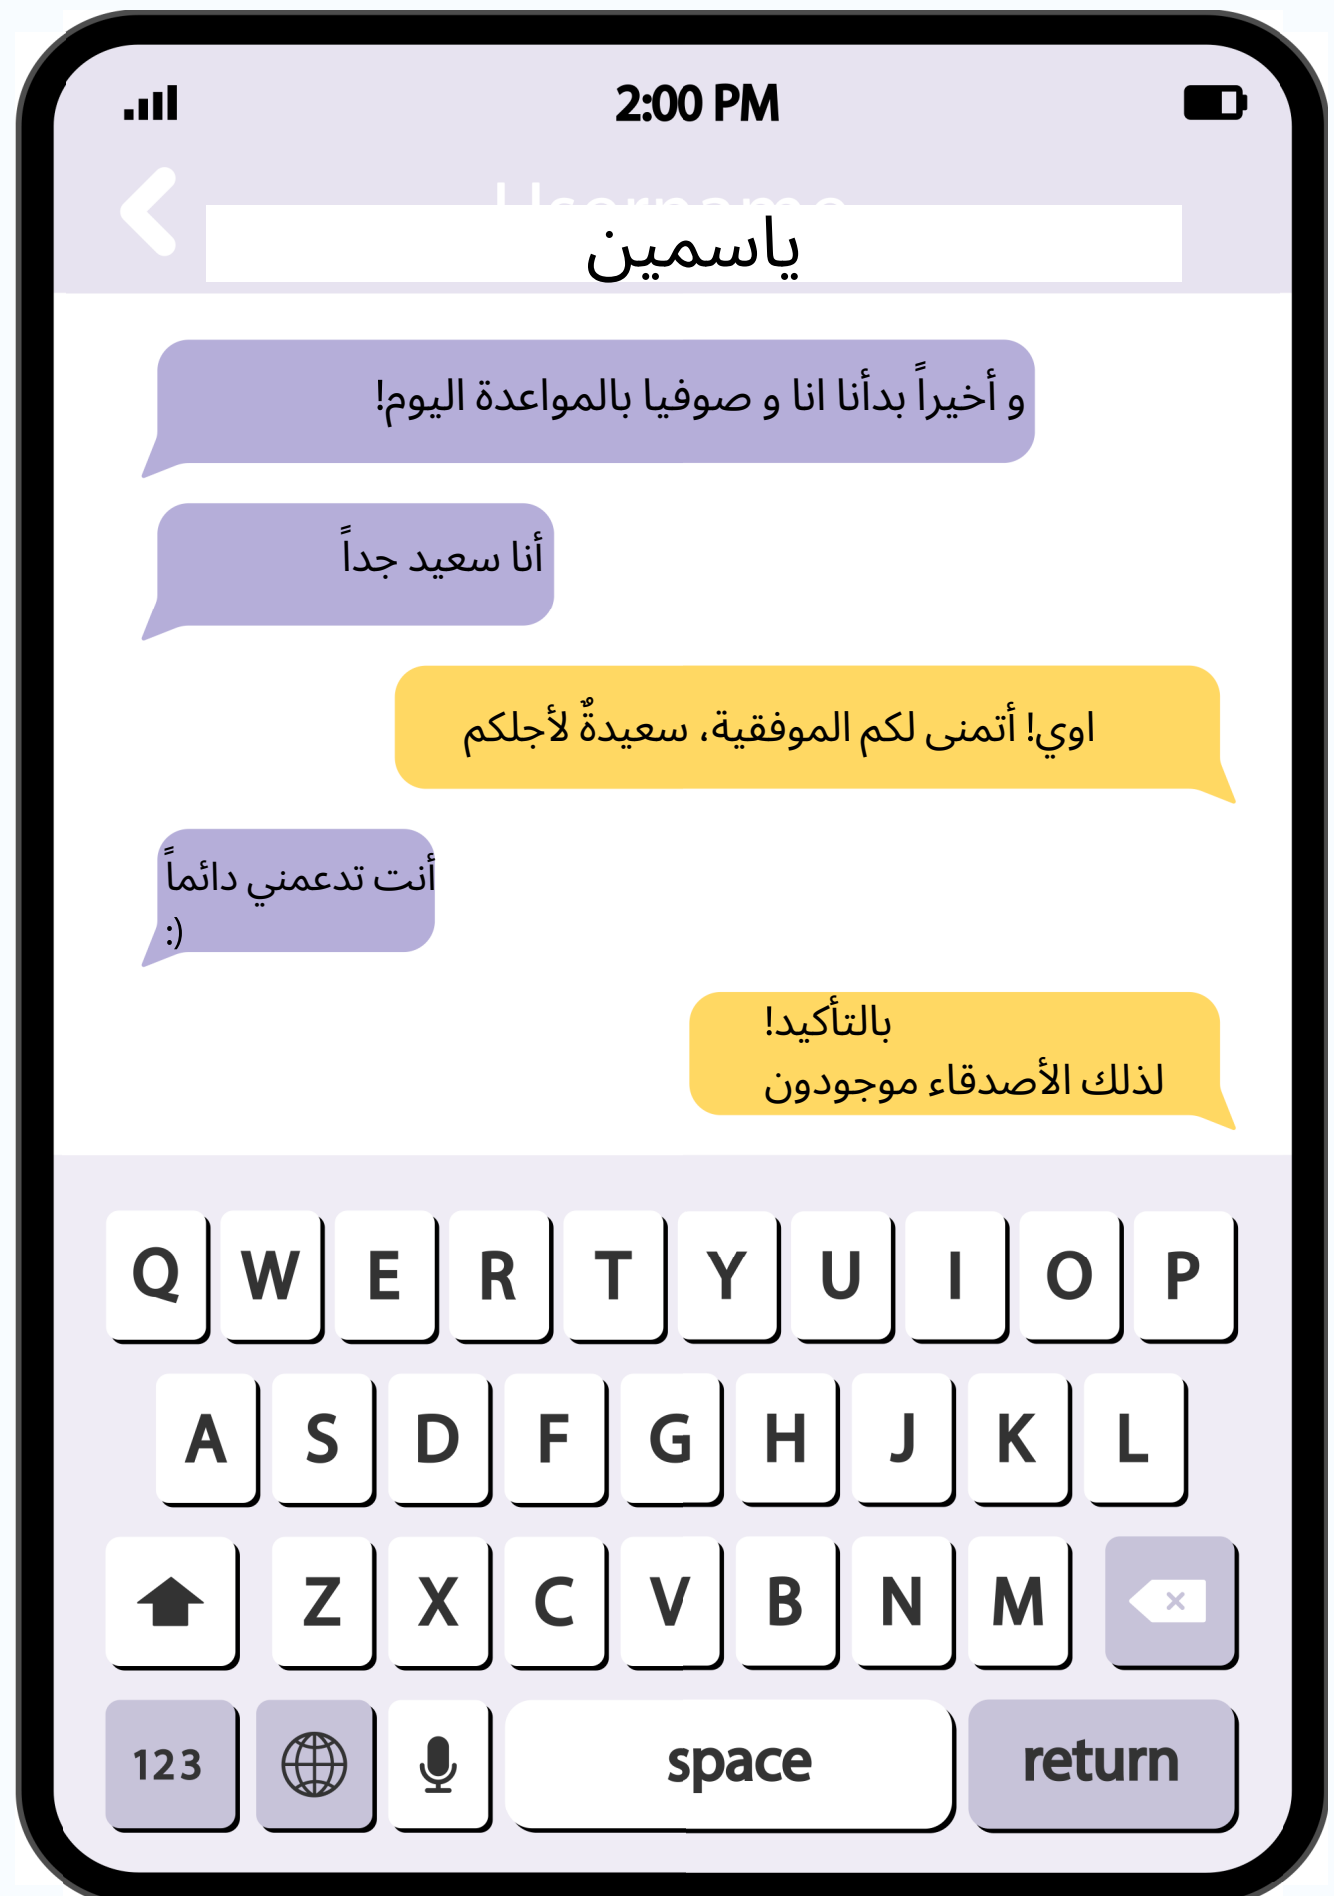 2:00 PM
ياسمين
و أخيراً بدأنا انا و صوفيا بالمواعدة اليوم!
أنا سعيد جداً
اوي! أتمنى لكم الموفقية، سعيدةٌ لأجلكم
أنت تدعمني دائماً
:)
بالتأكيد!
لذلك الأصدقاء موجودون
Q W E R T Y U I O P
A S D F G H J K L
Z X C V B N M
123 space return